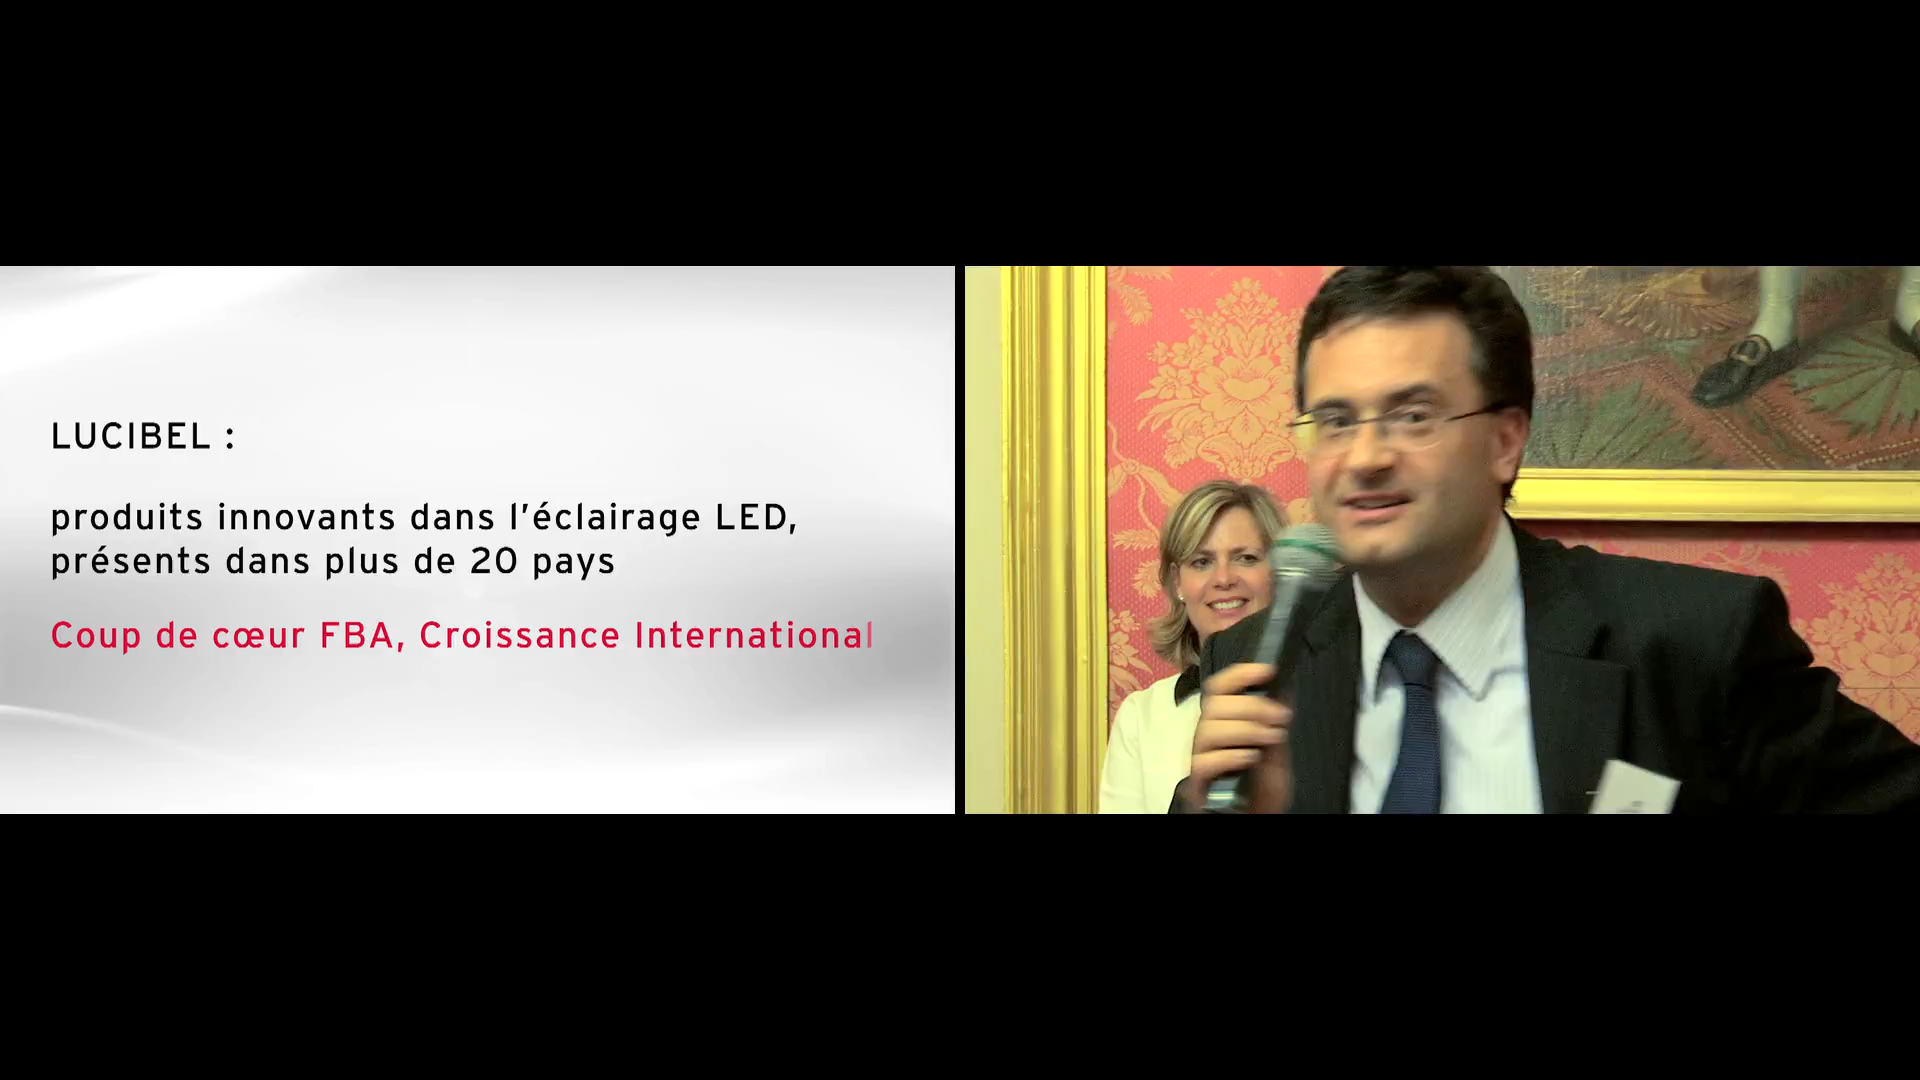 LUCIBEL :
produits innovants dans l’éclairage LED,
présents dans plus de 20 pays
Coup de cœur FBA, Croissance International